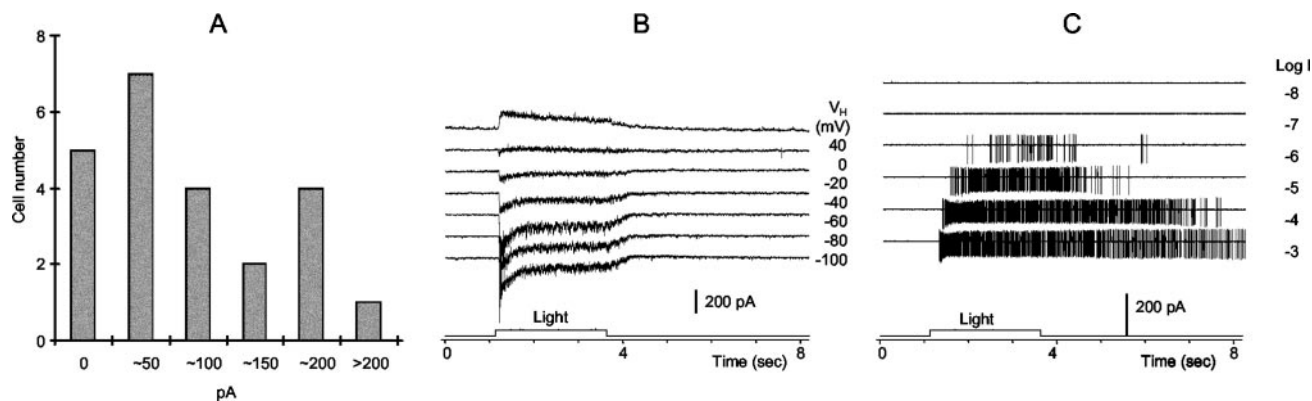 A
8
6
4
2
0
Cell number
0 ~50 ~100 ~150 ~200 >200
pA
B
VH
(mV)
40
0
-20
-40
-60
-80
-100
200 pA
Light
0 4 8
Time (sec)
C
Log I
-8
-7
-6
-5
-4
-3
200 pA
Light
0 4 8
Time (sec)